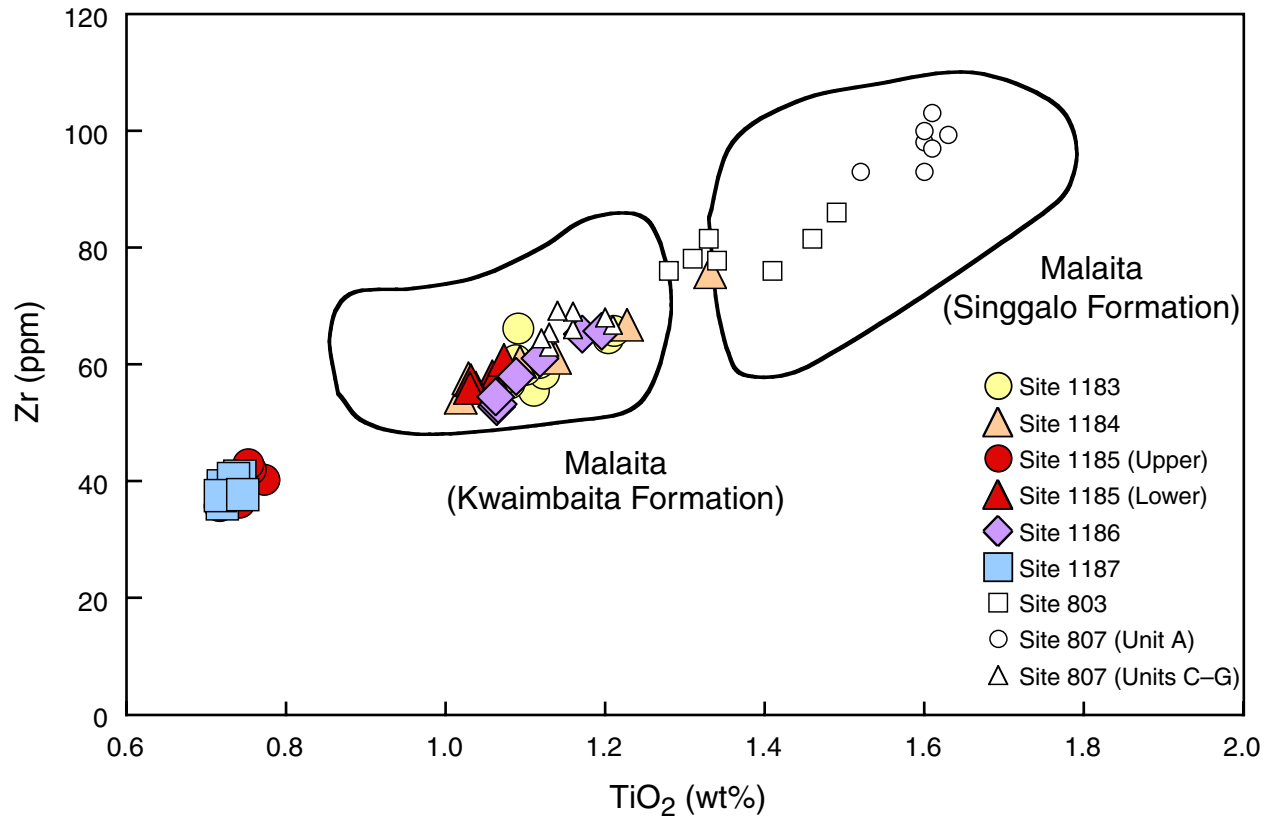 120
100
80
60
40
20
0
Zr (ppm)
0.6 0.8 1.0 1.2 1.4 1.6 1.8 2.0
TiO2 (wt%)
Malaita
(Kwaimbaita Formation)
Malaita
(Singgalo Formation)
Site 1183
Site 1184
Site 1185 (Upper)
Site 1185 (Lower)
Site 1186
Site 1187
Site 803
Site 807 (Unit A)
Site 807 (Units C–G)